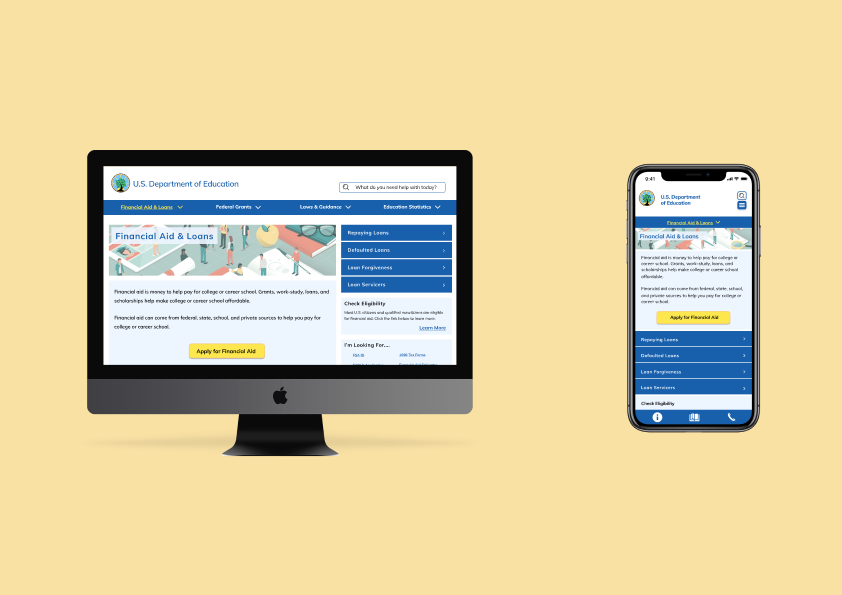 U.S. Department of Education
What do you need help with today?
Financial Aid & Loans
Federal Grants
Laws & Guidance
Education Statistics
Financial Aid & Loans
Financial aid is money to help pay for college or career school. Grants, work-study, loans, and
scholarships help make college or career school affordable.
Financial aid can come from federal, state, school, and private sources to help you pay for
college or career school.
Apply for Financial Aid
Repaying Loans
Defaulted Loans
Loan Forgiveness
Loan Servicers
Check Eligibility
Most U.S. citizens and qualified noncitizens are eligible
for financial aid. Click the link below to learn more.
Learn More
I'm Looking For....
FSA ID
1098 Tax Forms
9:41
U.S. Department
of Education
Financial Aid & Loans
Financial Aid & Loans
Financial aid is money to help pay for college or
career school. Grants, work-study, loans, and
scholarships help make college or career school
affordable.
Financial aid can come from federal, state, school,
and private sources to help you pay for college or
career school.
Apply for Financial Aid
Repaying Loans
Defaulted Loans
Loan Forgiveness
Loan Servicers
Check Eligibility